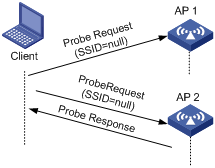 AP 1
Probe Request
(SSID=null)
Client
ProbeRequest
(SSID=null)
AP 2
Probe Response